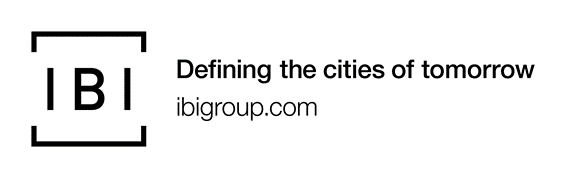 IBI
Defining the cities of tomorrow
ibigroup.com